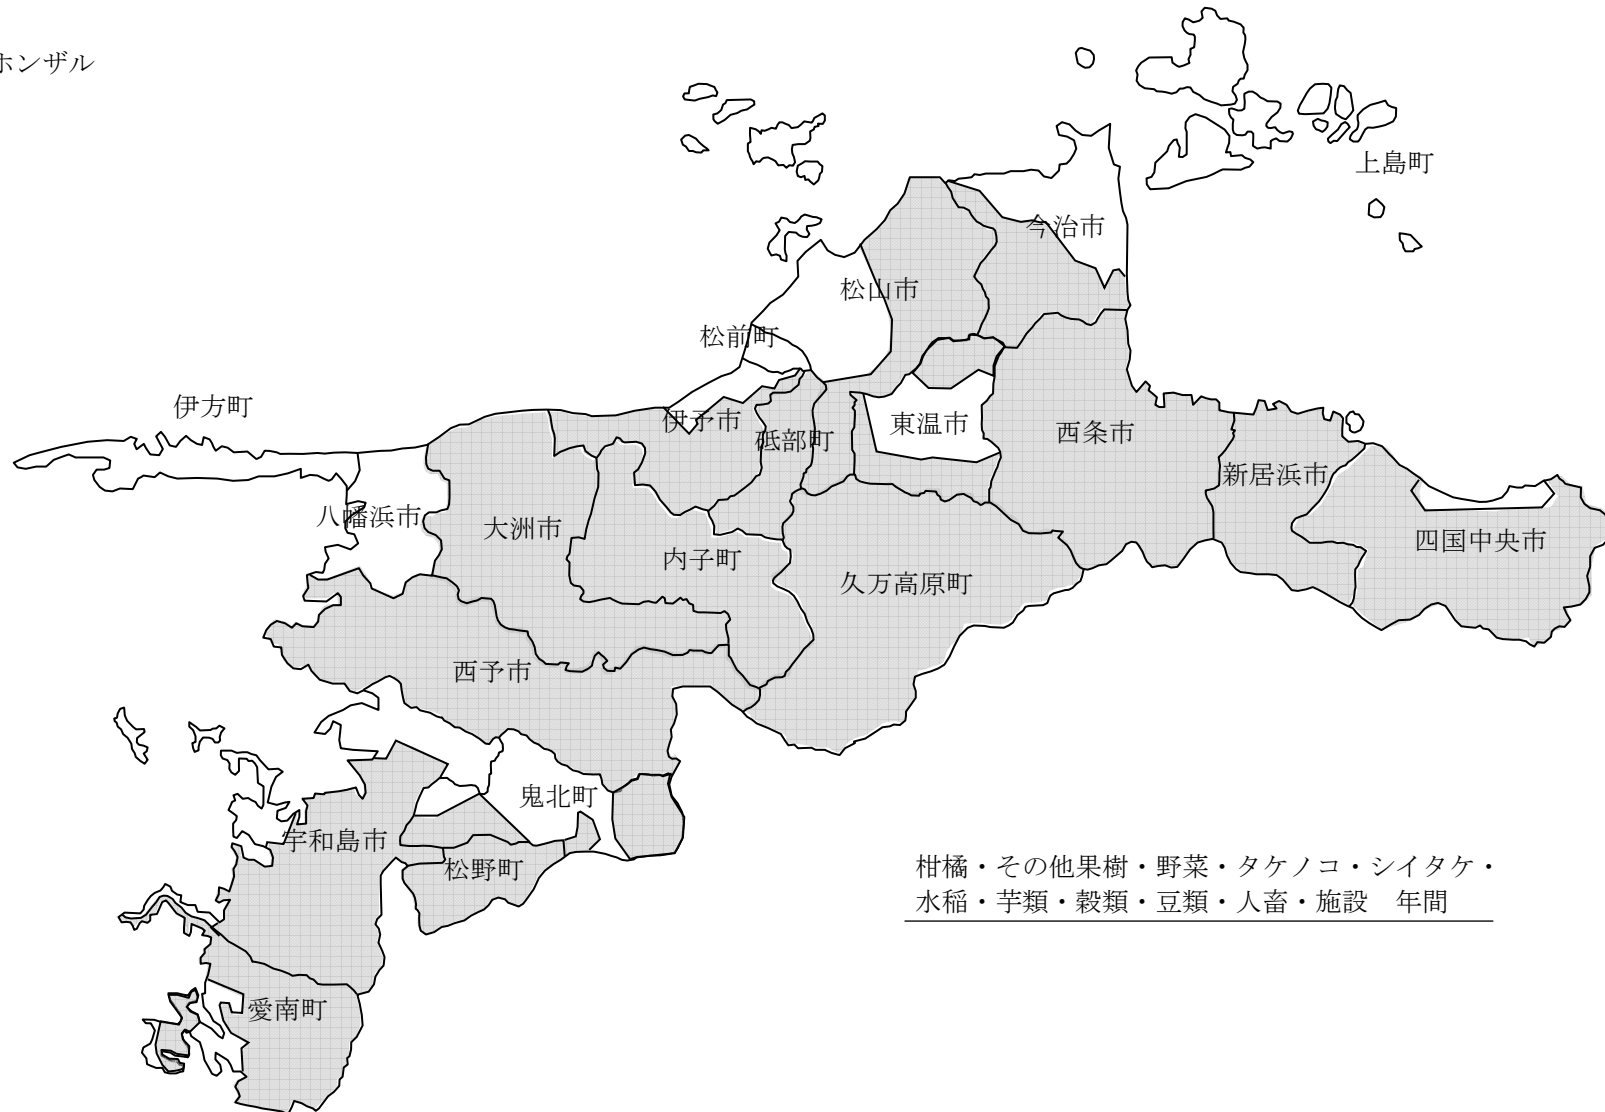 ホンザル
上島町
今治市
松山市
松前町
伊方町
伊予市
砥部町
東温市
西条市
新居浜市
八幡浜市
大洲市
内子町
久万高原町
四国中央市
西予市
鬼北町
宇和島市
松野町
柑橘・その他果樹・野菜・タケノコ・シイタケ・
水稲・芋類・穀類・豆類・人畜・施設　年間
愛南町